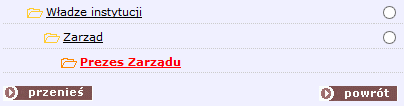 Władze instytucji
Zarząd
Prezes Zarządu
przenieś powrót